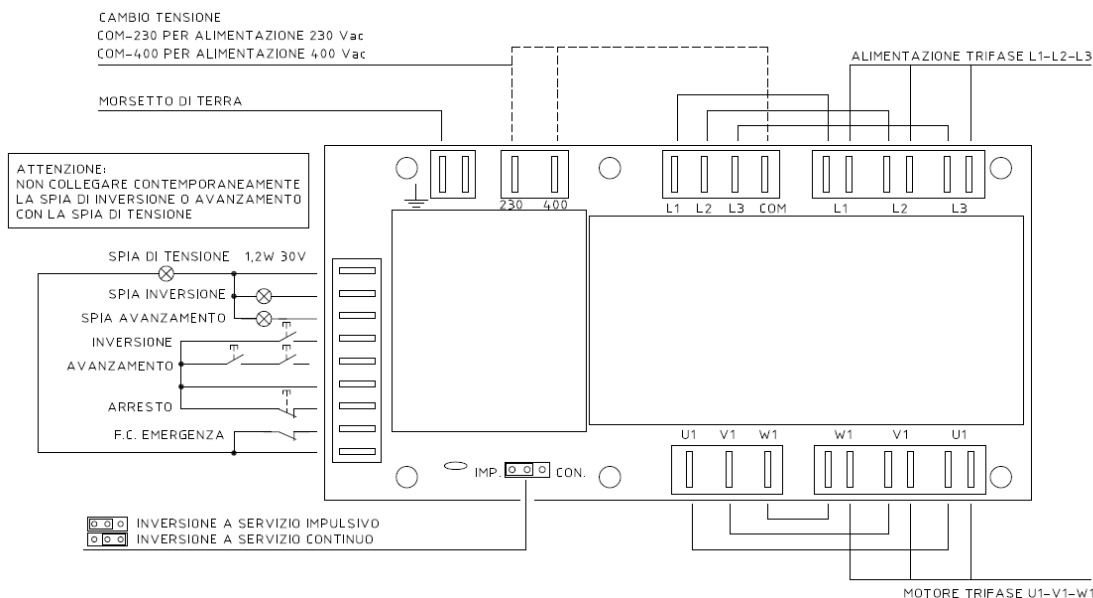 CAMBIO TENSIONE
COM-230 PER ALIMENTAZIONE 230 Vac
COM-400 PER ALIMENTAZIONE 400 Vac
ALIMENTAZIONE TRIFASE L1-L2-L3
MORSETTO DI TERRA
ATTENZIONE:
NON COLLEGARE CONTEMPORANEAMENTE
LA SPIA DI INVERSIONE O AVANZAMENTO
CON LA SPIA DI TENSIONE
230 400
L1 L2 L3 COM
L1 L2 L3
SPIA DI TENSIONE 1,2W 30V
SPIA INVERSIONE
SPIA AVANZAMENTO
INVERSIONE
AVANZAMENTO
ARRESTO
F.C. EMERGENZA
U1 V1 W1
W1 V1 U1
IMP. CON.
INVERSIONE A SERVIZIO IMPULSIVO
INVERSIONE A SERVIZIO CONTINUO
MOTORE TRIFASE U1-V1-W1